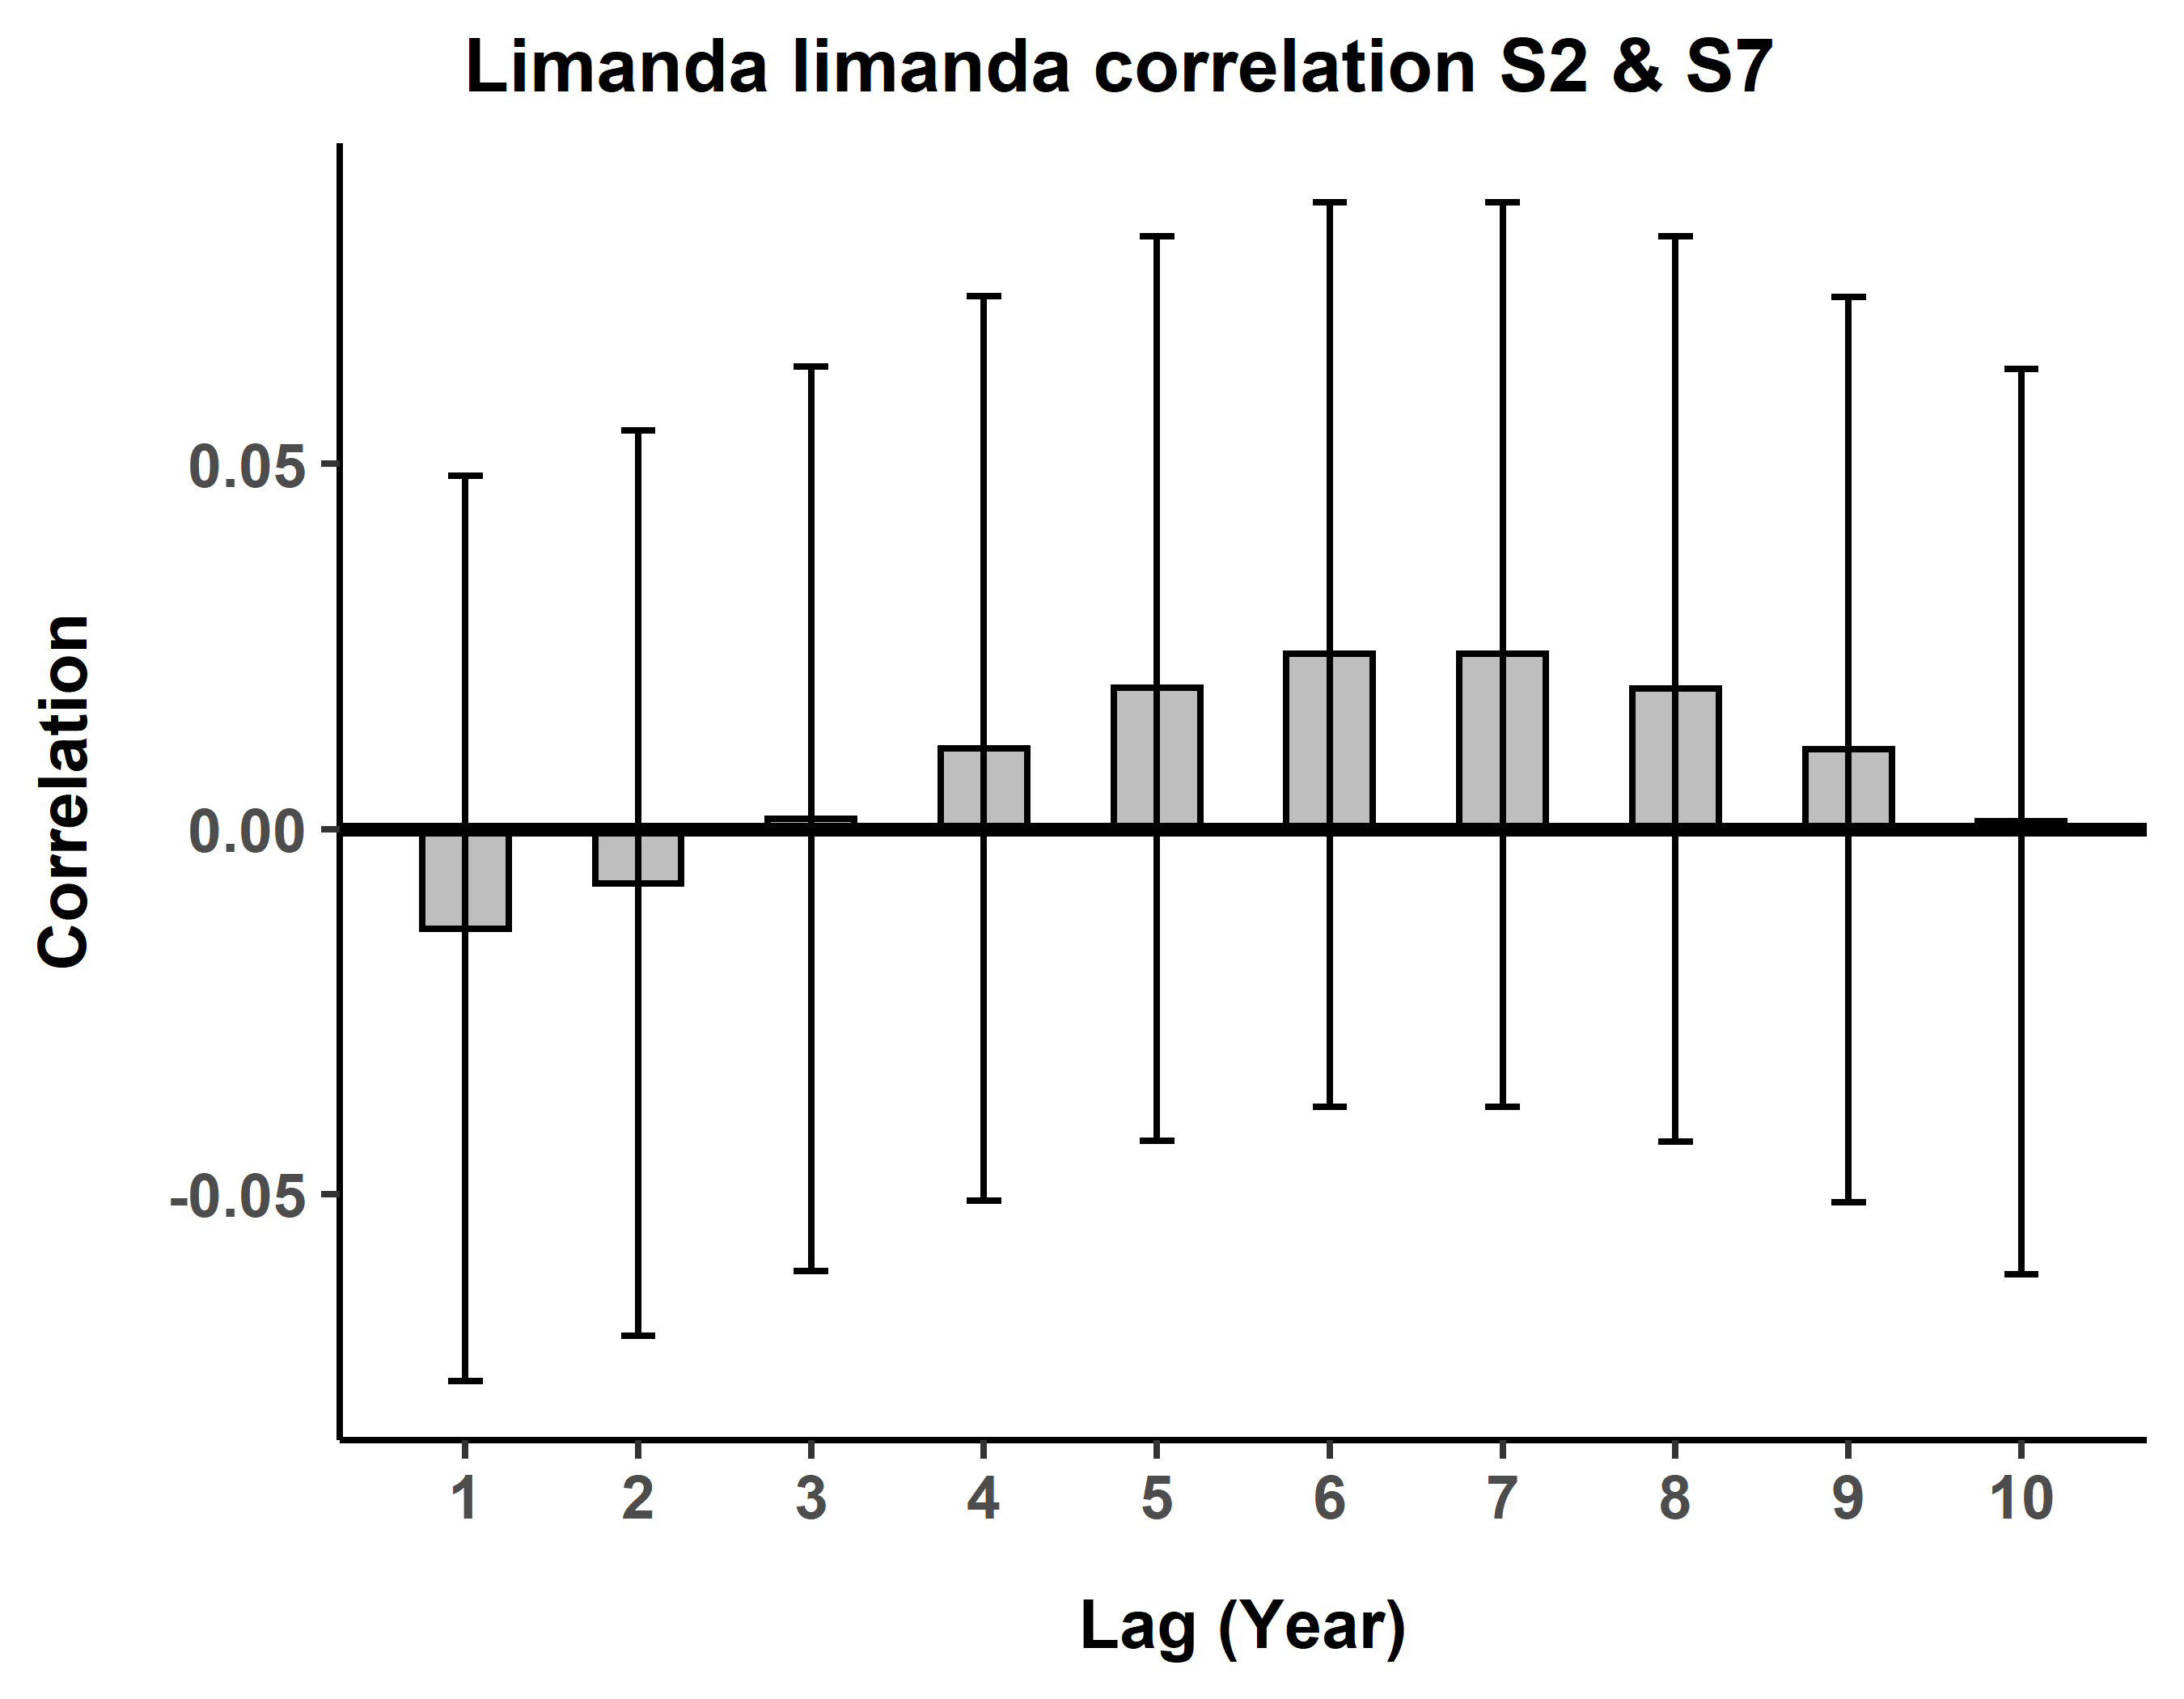 Limanda limanda correlation S2 & S7
Correlation
0.05
0.00
-0.05
1 2 3 4 5 6 7 8 9 10
Lag (Year)